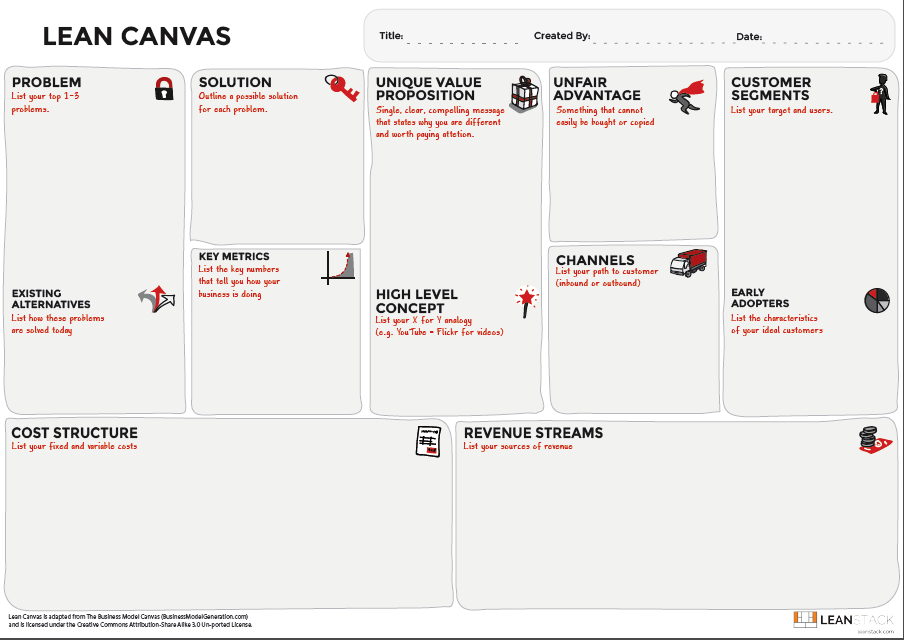 LEAN CANVAS
Title:
Created By:
Date:
PROBLEM
List your top 1-3
problems.
EXISTING
ALTERNATIVES
List how these problems
are solved today
SOLUTION
Outline a possible solution
for each problem.
KEY METRICS
List the key numbers
that tell you how your
business is doing
UNIQUE VALUE
PROPOSITION
Single, clear, compelling message
that states why you are different
and worth paying attetion.
HIGH LEVEL
CONCEPT
List your X for Y analogy
(e.g. YouTube = Flickr for videos)
UNFAIR
ADVANTAGE
Something that cannot
easily be bought or copied
CHANNELS
List your path to customer
(inbound or outbound)
CUSTOMER
SEGMENTS
List your target and users.
EARLY
ADOPTERS
List the characteristics
of your ideal customers
COST STRUCTURE
List your fixed and variable costs
REVENUE STREAMS
List your sources of revenue
Lean Canvas is adapted from The Business Model Canvas (BusinessModelGeneration.com)
and is licensed under the Creative Commons Attribution-Share Alike 3.0 Un-ported License.
LEANSTACK
leanstack.com